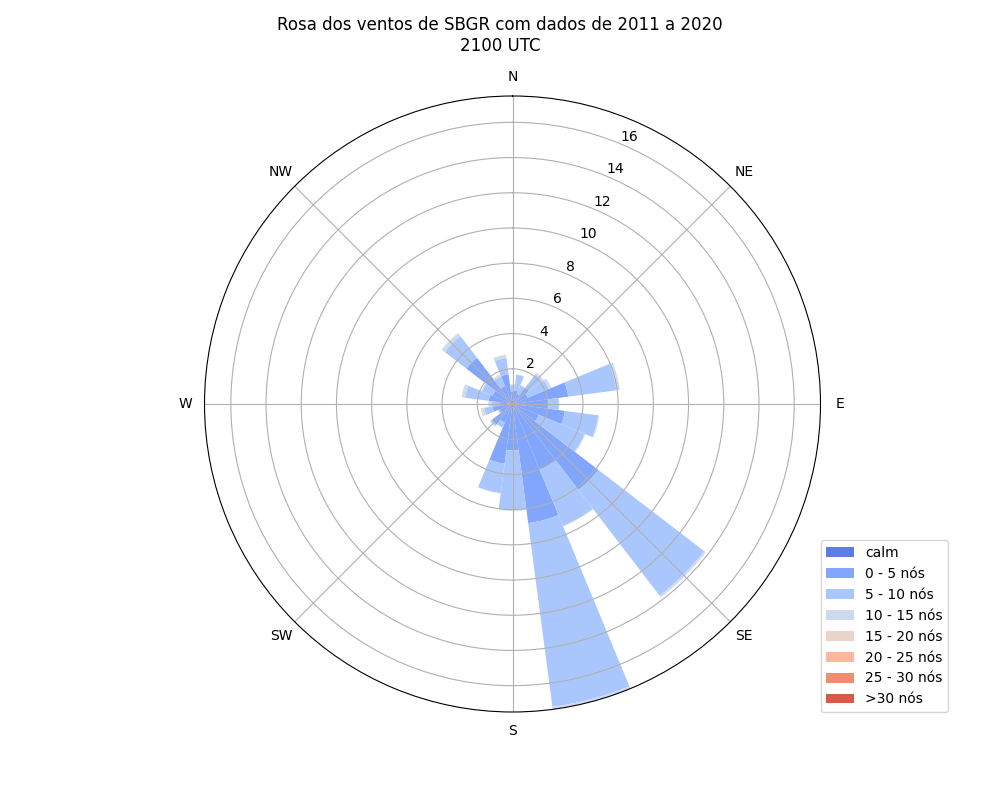 Rosa dos ventos de SBGR com dados de 2011 a 2020
2100 UTC
N
NW
NE
16
14
12
10
8
6
4
2
W
E
SW
SE
S
calm
0 - 5 nós
5 - 10 nós
10 - 15 nós
15 - 20 nós
20 - 25 nós
25 - 30 nós
>30 nós